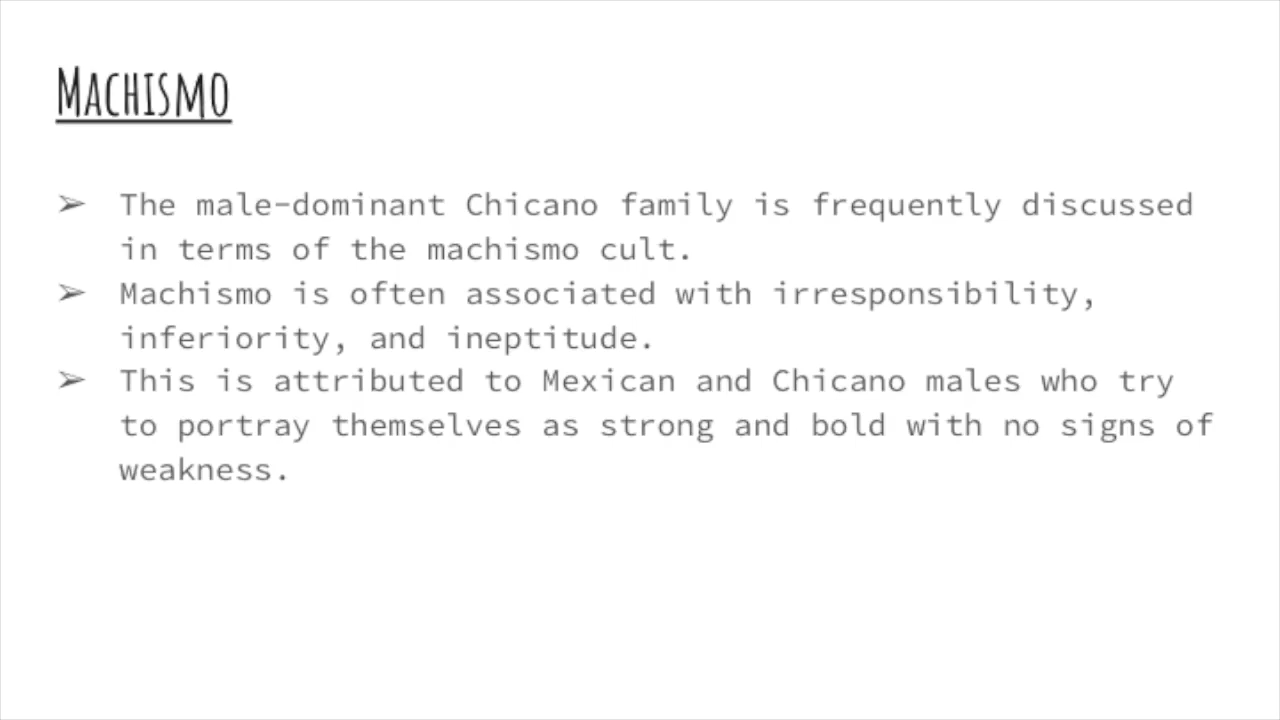 Machismo
➢ The male-dominant Chicano family is frequently discussed
in terms of the machismo cult.
➢ Machismo is often associated with irresponsibility,
inferiority, and ineptitude.
➢ This is attributed to Mexican and Chicano males who try
to portray themselves as strong and bold with no signs of
weakness.